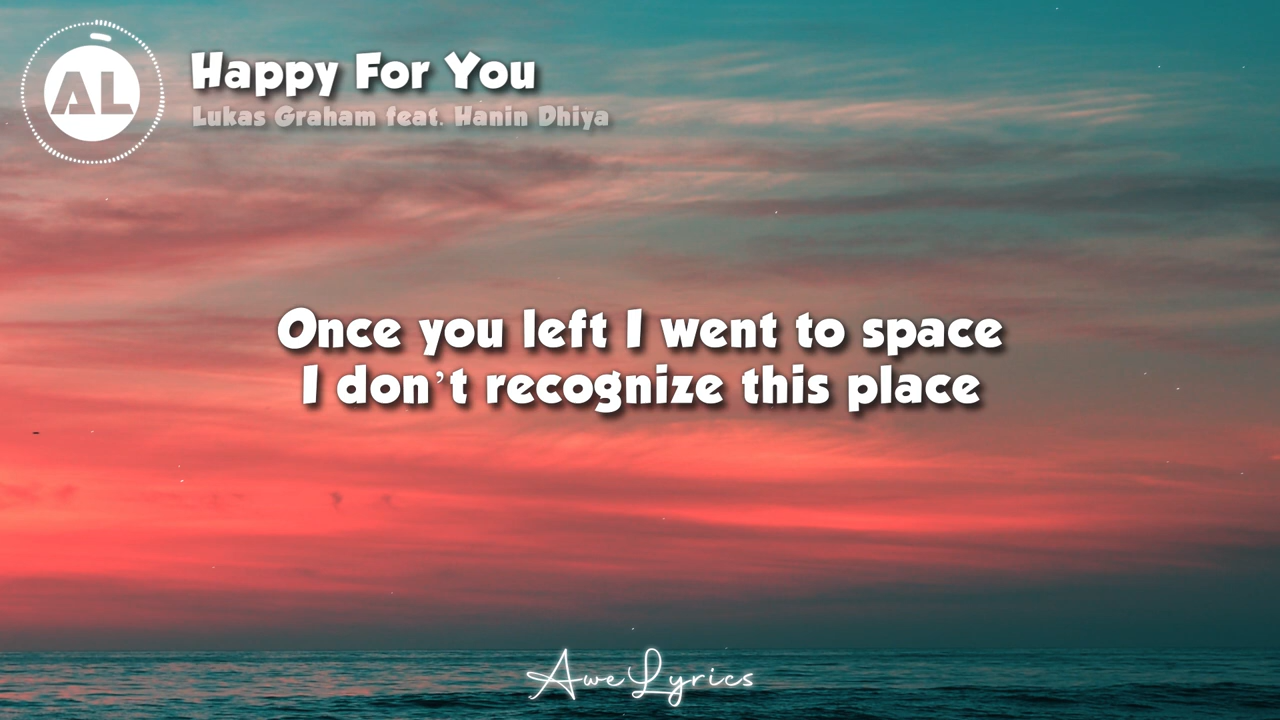 AL
Happy For You
Lukas Graham feat. Hanin Dhiya
Once you left I went to space
I don't recognize this place
AweLyrics